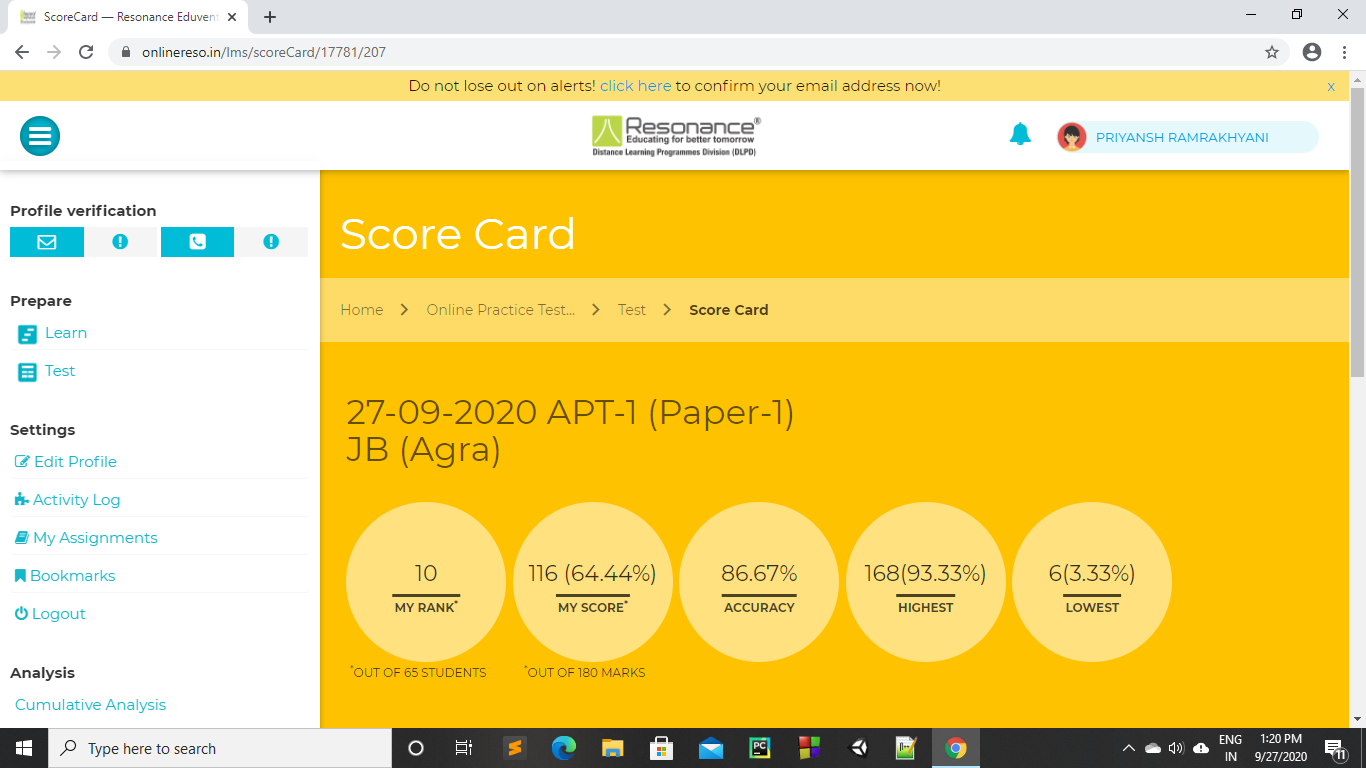 ScoreCard — Resonance Eduvent
onlinereso.in/lms/scoreCard/17781/207
Do not lose out on alerts! click here to confirm your email address now! x
Resonance®
Educating for better tomorrow
Distance Learning Programmes Division (DLPD)
PRIYANSH RAMRAKHYANI
Profile verification
Prepare
Learn
Test
Settings
Edit Profile
Activity Log
My Assignments
Bookmarks
Logout
Analysis
Cumulative Analysis
Score Card
Home > Online Practice Test... > Test > Score Card
27-09-2020 APT-1 (Paper-1)
JB (Agra)
10
MY RANK*
*OUT OF 65 STUDENTS
116 (64.44%)
MY SCORE*
*OUT OF 180 MARKS
86.67%
ACCURACY
168(93.33%)
HIGHEST
6(3.33%)
LOWEST
Type here to search
PC
ENG
IN
1:20 PM
9/27/2020
11